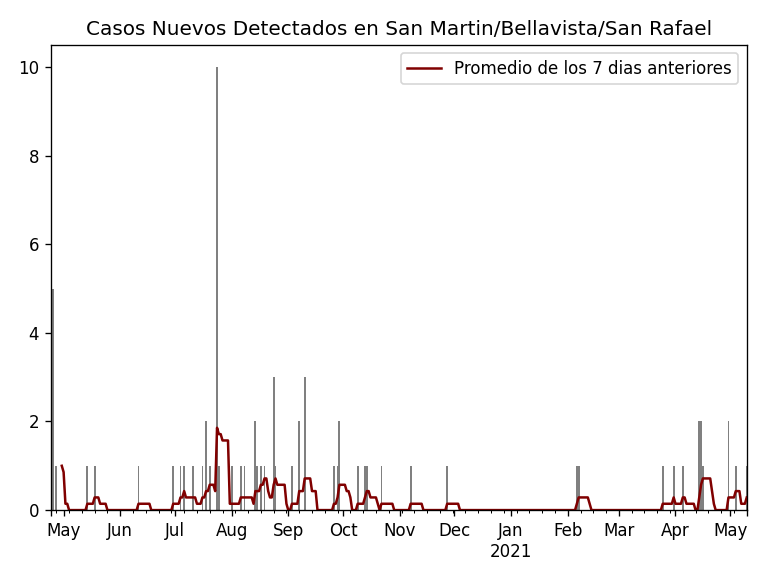 Casos Nuevos Detectados en San Martin/Bellavista/San Rafael
Promedio de los 7 dias anteriores
10
8
6
4
2
0
May Jun Jul Aug Sep Oct Nov Dec Jan Feb Mar Apr May
2021